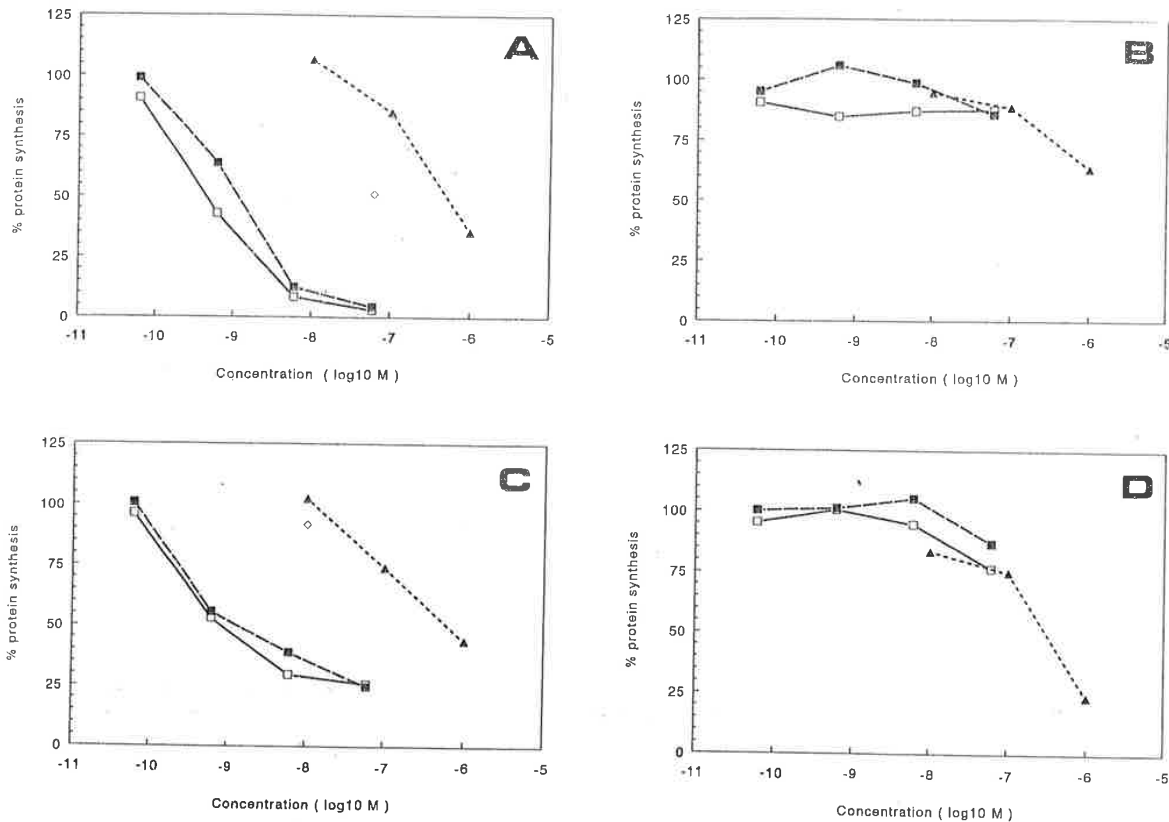 A
125
100
75
50
25
0
% protein synthesis
-11 -10 -9 -8 -7 -6 -5
Concentration ( log10 M )
B
125
100
75
50
25
0
% protein synthesis
-11 -10 -9 -8 -7 -6 -5
Concentration ( log10 M )
C
125
100
75
50
25
0
% protein synthesis
-11 -10 -9 -8 -7 -6 -5
Concentration ( log10 M )
D
125
100
75
50
25
0
% protein synthesis
-11 -10 -9 -8 -7 -6 -5
Concentration ( log10 M )